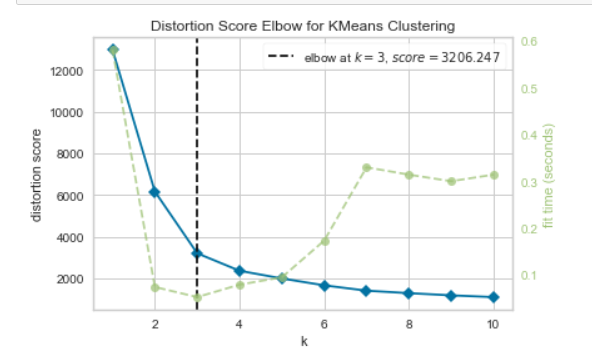 Distortion Score Elbow for KMeans Clustering
elbow at k = 3, score = 3206.247
distortion score
12000
10000
8000
6000
4000
2000
0.6
0.5
0.4
0.3
0.2
0.1
fit time (seconds)
2 4 6 8 10
k